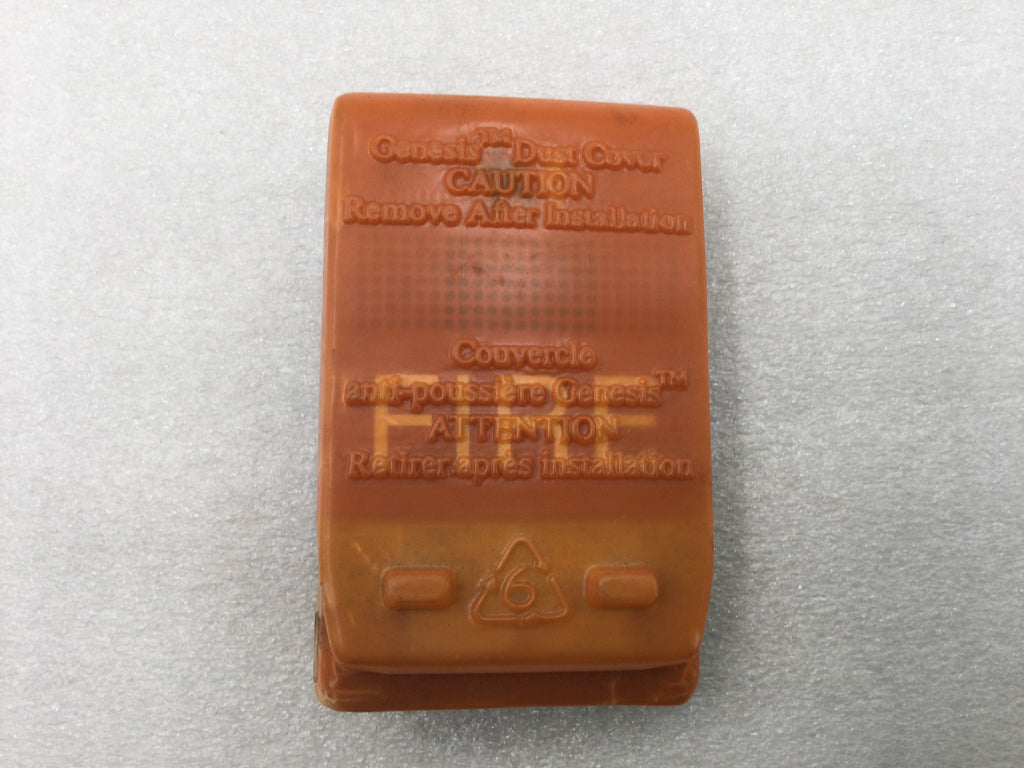 Genesis™ Dust Cover
CAUTION
Remove After Installation
Couvercle
anti-poussière Genesis™
FIRE
ATTENTION
Retirer après installation
6